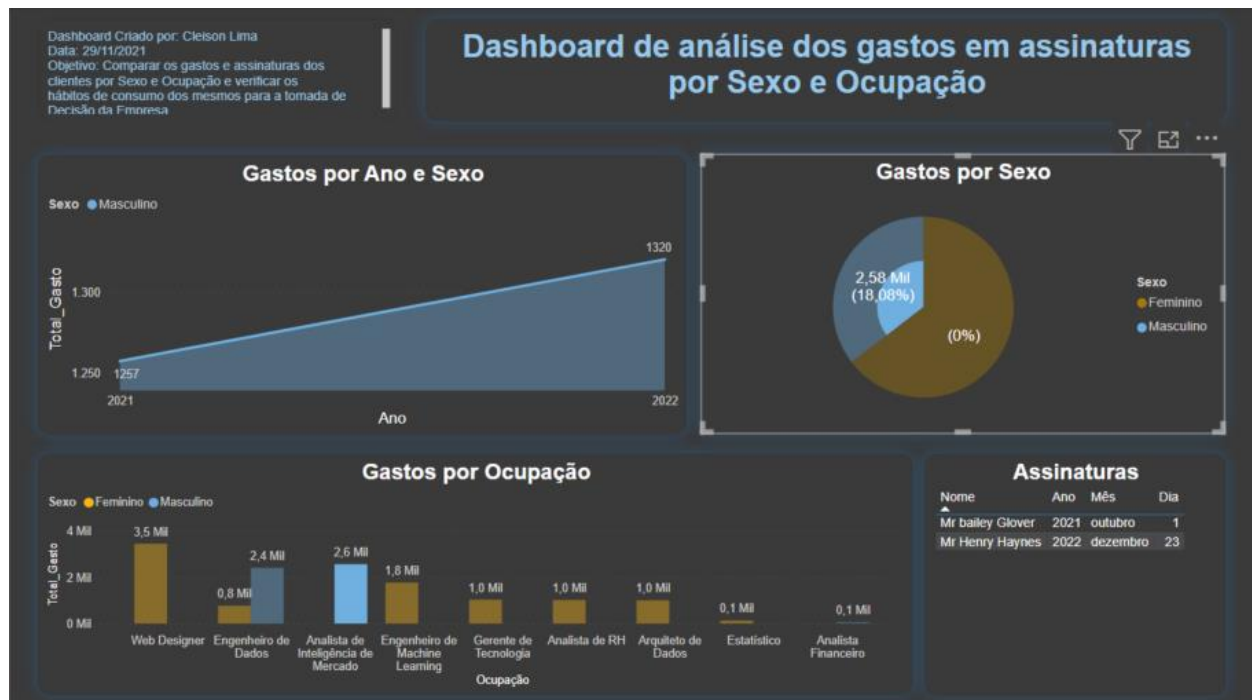 Dashboard Criado por: Cleison Lima
Data: 29/11/2021
Objetivo: Comparar os gastos e assinaturas dos
clientes por Sexo e Ocupação e verificar os
hábitos de consumo dos mesmos para a tomada de
Decisão da Empresa
Dashboard de análise dos gastos em assinaturas
por Sexo e Ocupação
Gastos por Ano e Sexo
Sexo Masculino
Total_Gasto
1.300
1.250
1257
1320
2021
2022
Ano
Gastos por Sexo
2,58 Mil
(18,08%)
(0%)
Sexo
Feminino
Masculino
Gastos por Ocupação
Sexo Feminino Masculino
Total_Gasto
4 Mil
2 Mil
0 Mil
3,5 Mil
0,8 Mil
2,4 Mil
2,6 Mil
1,8 Mil
1,0 Mil
1,0 Mil
1,0 Mil
0,1 Mil
0,1 Mil
Web Designer
Engenheiro de
Dados
Analista de
Inteligência de
Mercado
Engenheiro de
Machine
Learning
Gerente de
Tecnologia
Analista de RH
Arquiteto de
Dados
Estatístico
Analista
Financeiro
Ocupação
Assinaturas
Nome Ano Mês Dia
Mr bailey Glover 2021 outubro 1
Mr Henry Haynes 2022 dezembro 23